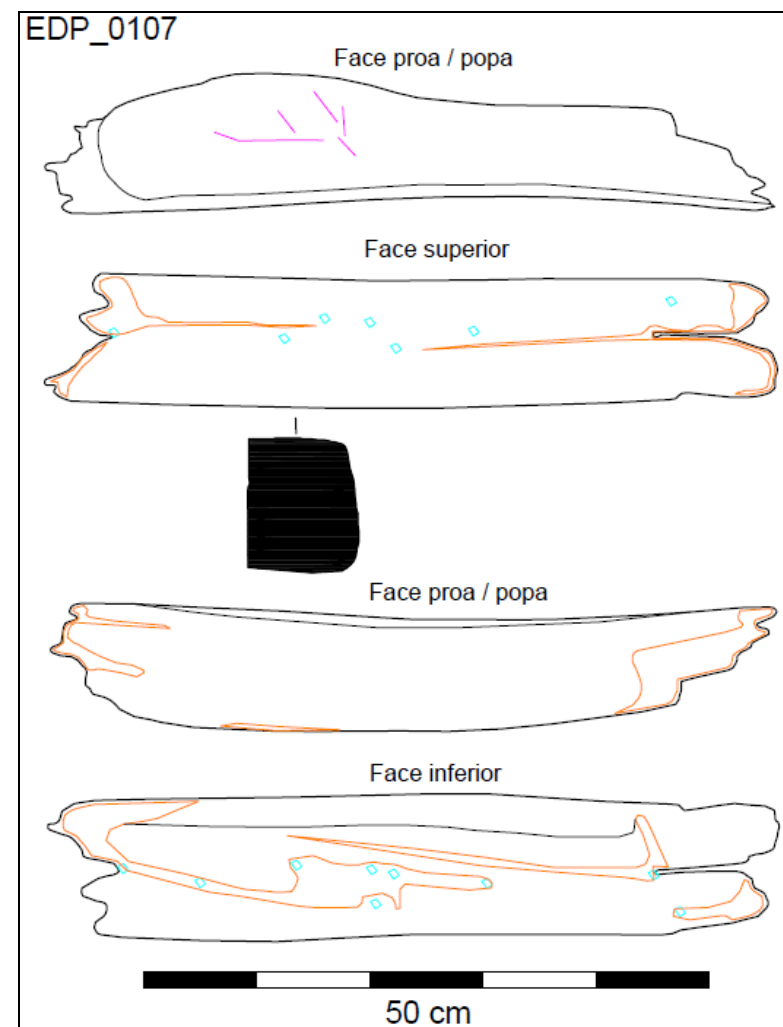 EDP_0107
Face proa / popa
Face superior
Face proa / popa
Face inferior
50 cm